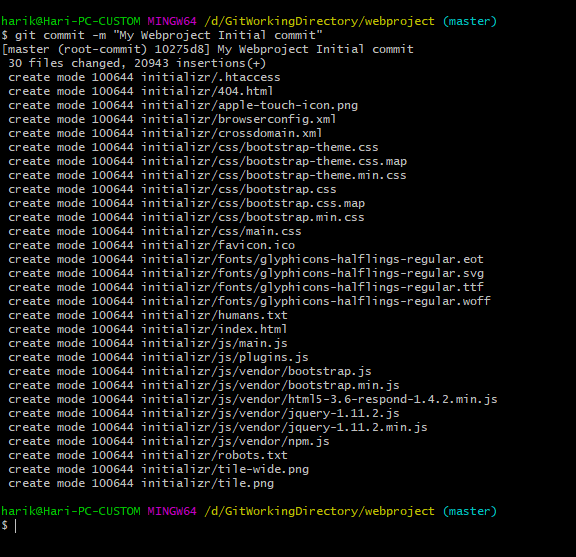 harik@Hari-PC-CUSTOM MINGW64 /d/GitWorkingDirectory/webproject (master)
$ git commit -m "My Webproject Initial commit"
[master (root-commit) 10275d8] My Webproject Initial commit
 30 files changed, 20943 insertions(+)
 create mode 100644 initializr/.htaccess
 create mode 100644 initializr/404.html
 create mode 100644 initializr/apple-touch-icon.png
 create mode 100644 initializr/browserconfig.xml
 create mode 100644 initializr/crossdomain.xml
 create mode 100644 initializr/css/bootstrap-theme.css
 create mode 100644 initializr/css/bootstrap-theme.css.map
 create mode 100644 initializr/css/bootstrap-theme.min.css
 create mode 100644 initializr/css/bootstrap.css
 create mode 100644 initializr/css/bootstrap.css.map
 create mode 100644 initializr/css/bootstrap.min.css
 create mode 100644 initializr/css/main.css
 create mode 100644 initializr/favicon.ico
 create mode 100644 initializr/fonts/glyphicons-halflings-regular.eot
 create mode 100644 initializr/fonts/glyphicons-halflings-regular.svg
 create mode 100644 initializr/fonts/glyphicons-halflings-regular.ttf
 create mode 100644 initializr/fonts/glyphicons-halflings-regular.woff
 create mode 100644 initializr/humans.txt
 create mode 100644 initializr/index.html
 create mode 100644 initializr/js/main.js
 create mode 100644 initializr/js/plugins.js
 create mode 100644 initializr/js/vendor/bootstrap.js
 create mode 100644 initializr/js/vendor/bootstrap.min.js
 create mode 100644 initializr/js/vendor/html5-3.6-respond-1.4.2.min.js
 create mode 100644 initializr/js/vendor/jquery-1.11.2.js
 create mode 100644 initializr/js/vendor/jquery-1.11.2.min.js
 create mode 100644 initializr/js/vendor/npm.js
 create mode 100644 initializr/robots.txt
 create mode 100644 initializr/tile-wide.png
 create mode 100644 initializr/tile.png
harik@Hari-PC-CUSTOM MINGW64 /d/GitWorkingDirectory/webproject (master)
$